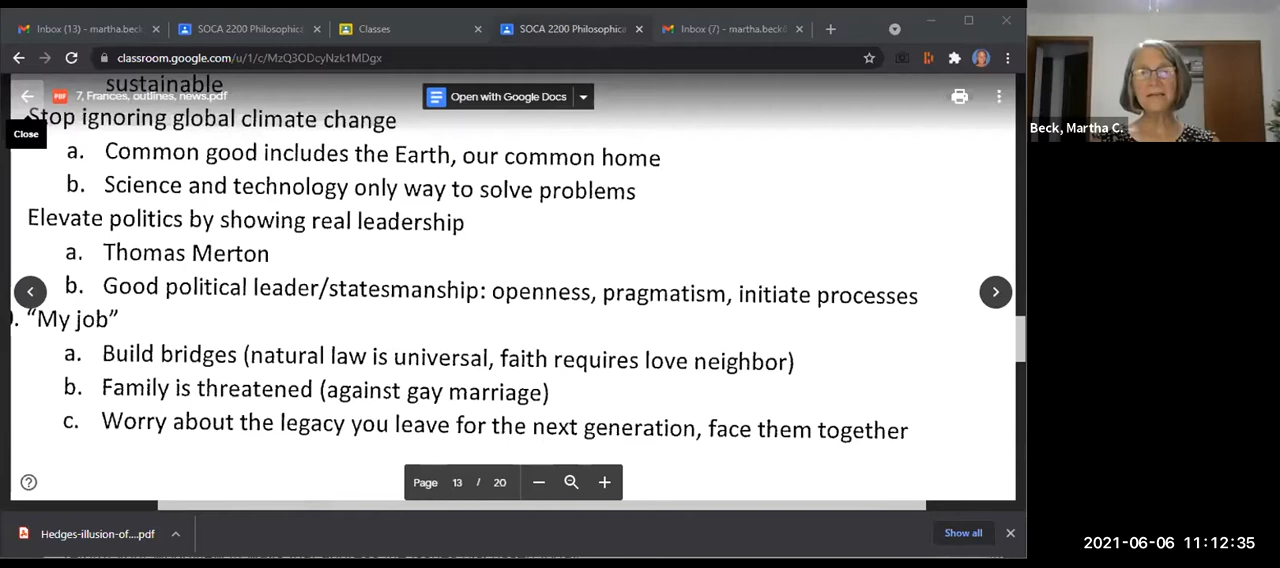 Inbox (13) - martha.beck
SOCA 2200 Philosophica
Classes
SOCA 2200 Philosophica
Inbox (7) - martha.beck
classroom.google.com/u/1/c/MzQ3ODcyNzk1MDgx
sustainable
PDF 7, Frances, outlines, news.pdf
Open with Google Docs
Stop ignoring global climate change
Close
a. Common good includes the Earth, our common home
b. Science and technology only way to solve problems
Elevate politics by showing real leadership
a. Thomas Merton
b. Good political leader/statesmanship: openness, pragmatism, initiate processes
. “My job”
a. Build bridges (natural law is universal, faith requires love neighbor)
b. Family is threatened (against gay marriage)
c. Worry about the legacy you leave for the next generation, face them together
Page 13 / 20
Hedges-illusion-of....pdf
Show all
Beck, Martha C.
2021-06-06 11:12:35